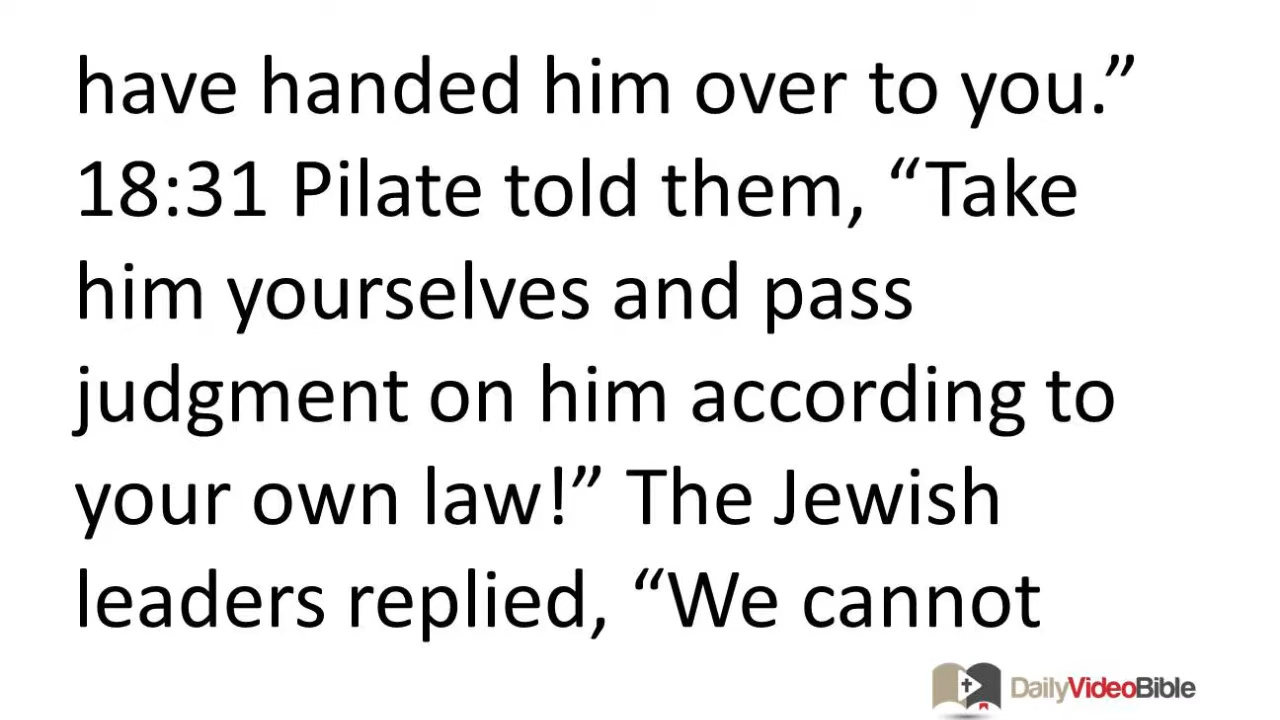 have handed him over to you.”
18:31 Pilate told them, “Take
him yourselves and pass
judgment on him according to
your own law!” The Jewish
leaders replied, “We cannot
DailyVideoBible